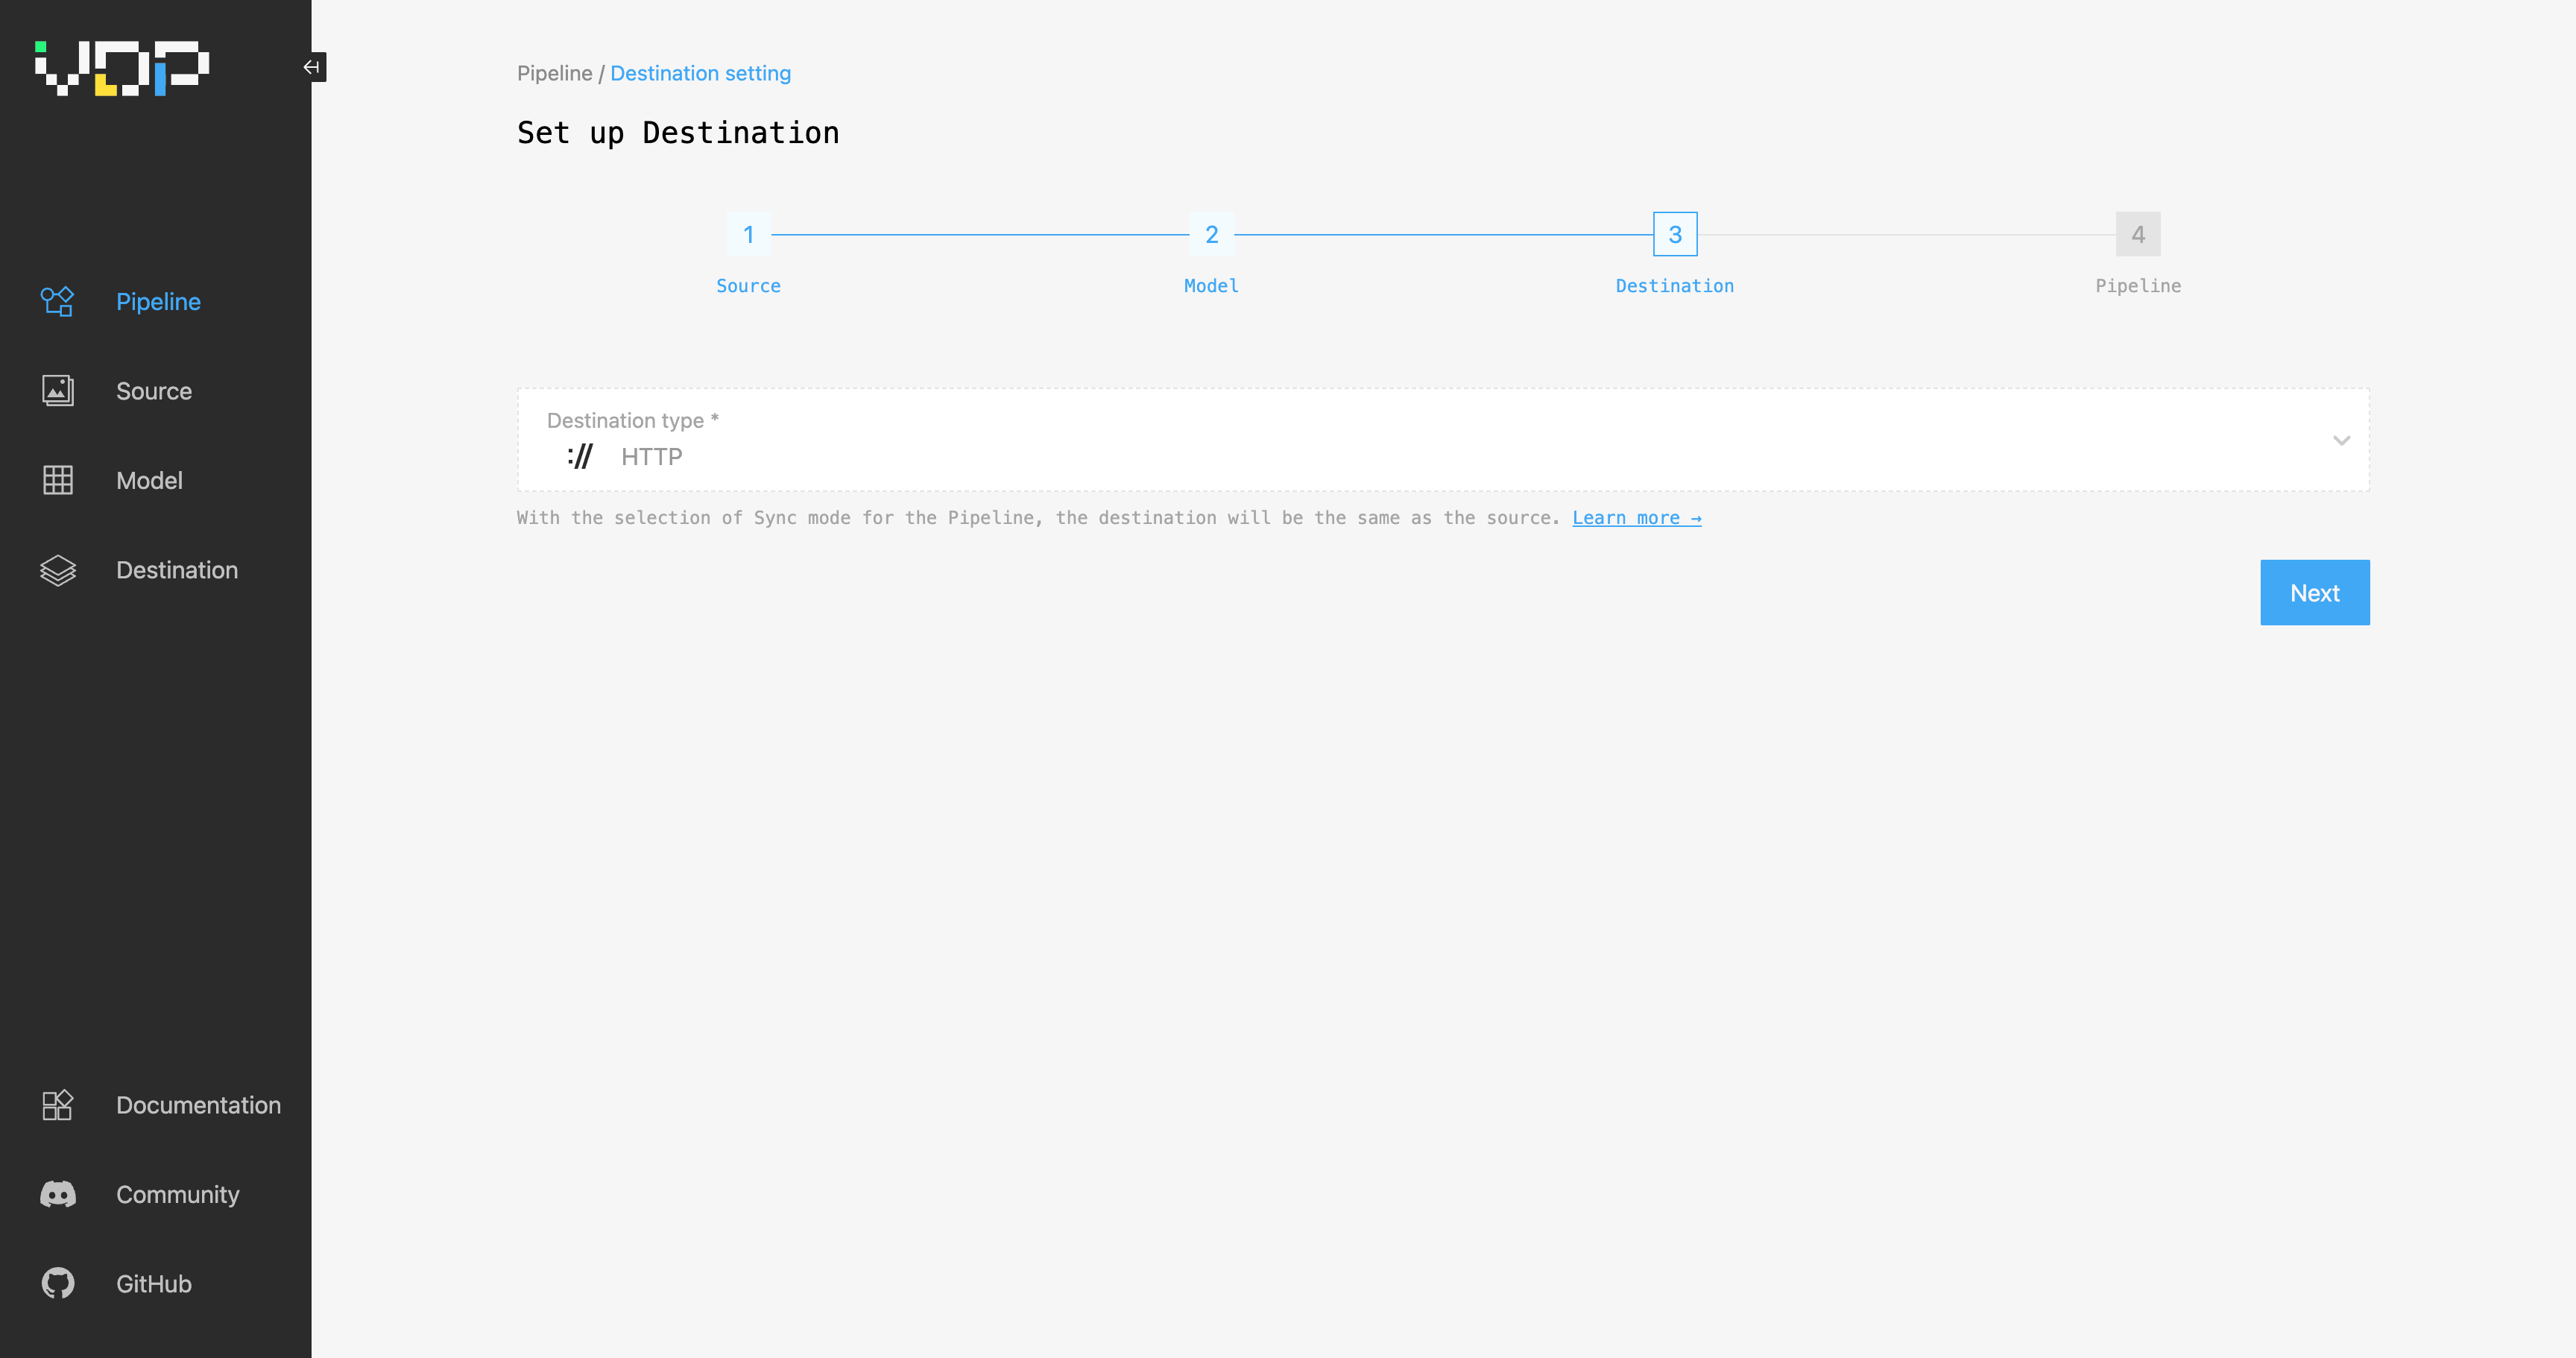 VDP
Pipeline
Source
Model
Destination
Documentation
Community
GitHub
Pipeline / Destination setting
Set up Destination
1
2
3
4
Source
Model
Destination
Pipeline
Destination type *
:// HTTP
With the selection of Sync mode for the Pipeline, the destination will be the same as the source. Learn more →
Next